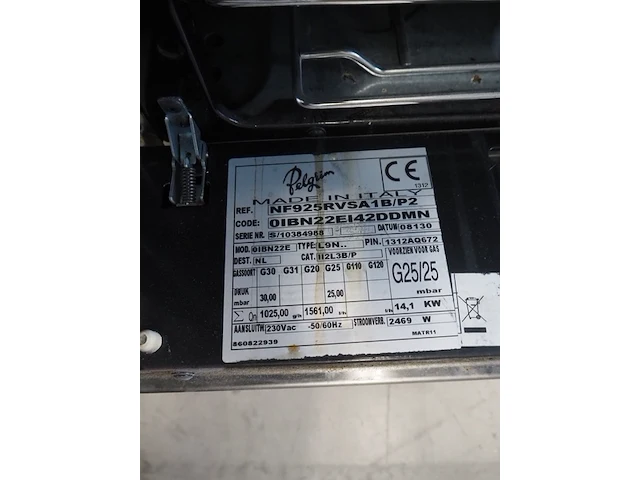 Pelgrim CE
1312
MADE IN ITALY
REF. NF925RVSA1B/P2
CODE: 0IBN22EI42DDMN
SERIE NR. S/10384988 DATUM 08130
MOD. 0IBN22E TYPE: L9N.. PIN. 1312AQ672
DEST. NL CAT. II2L3B/P VOORZIEN VOOR GAS
GASSOORT G30 G31 G20 G25 G110 G120 G25/25
DRUK mbar 30,00 25,00 mbar
Σ Qn 1025,00 g/h 1561,00 l/h 14,1 KW
AANSLUITW 230Vac -50/60Hz STROOMVERB. 2469 W
860822939 MATR11